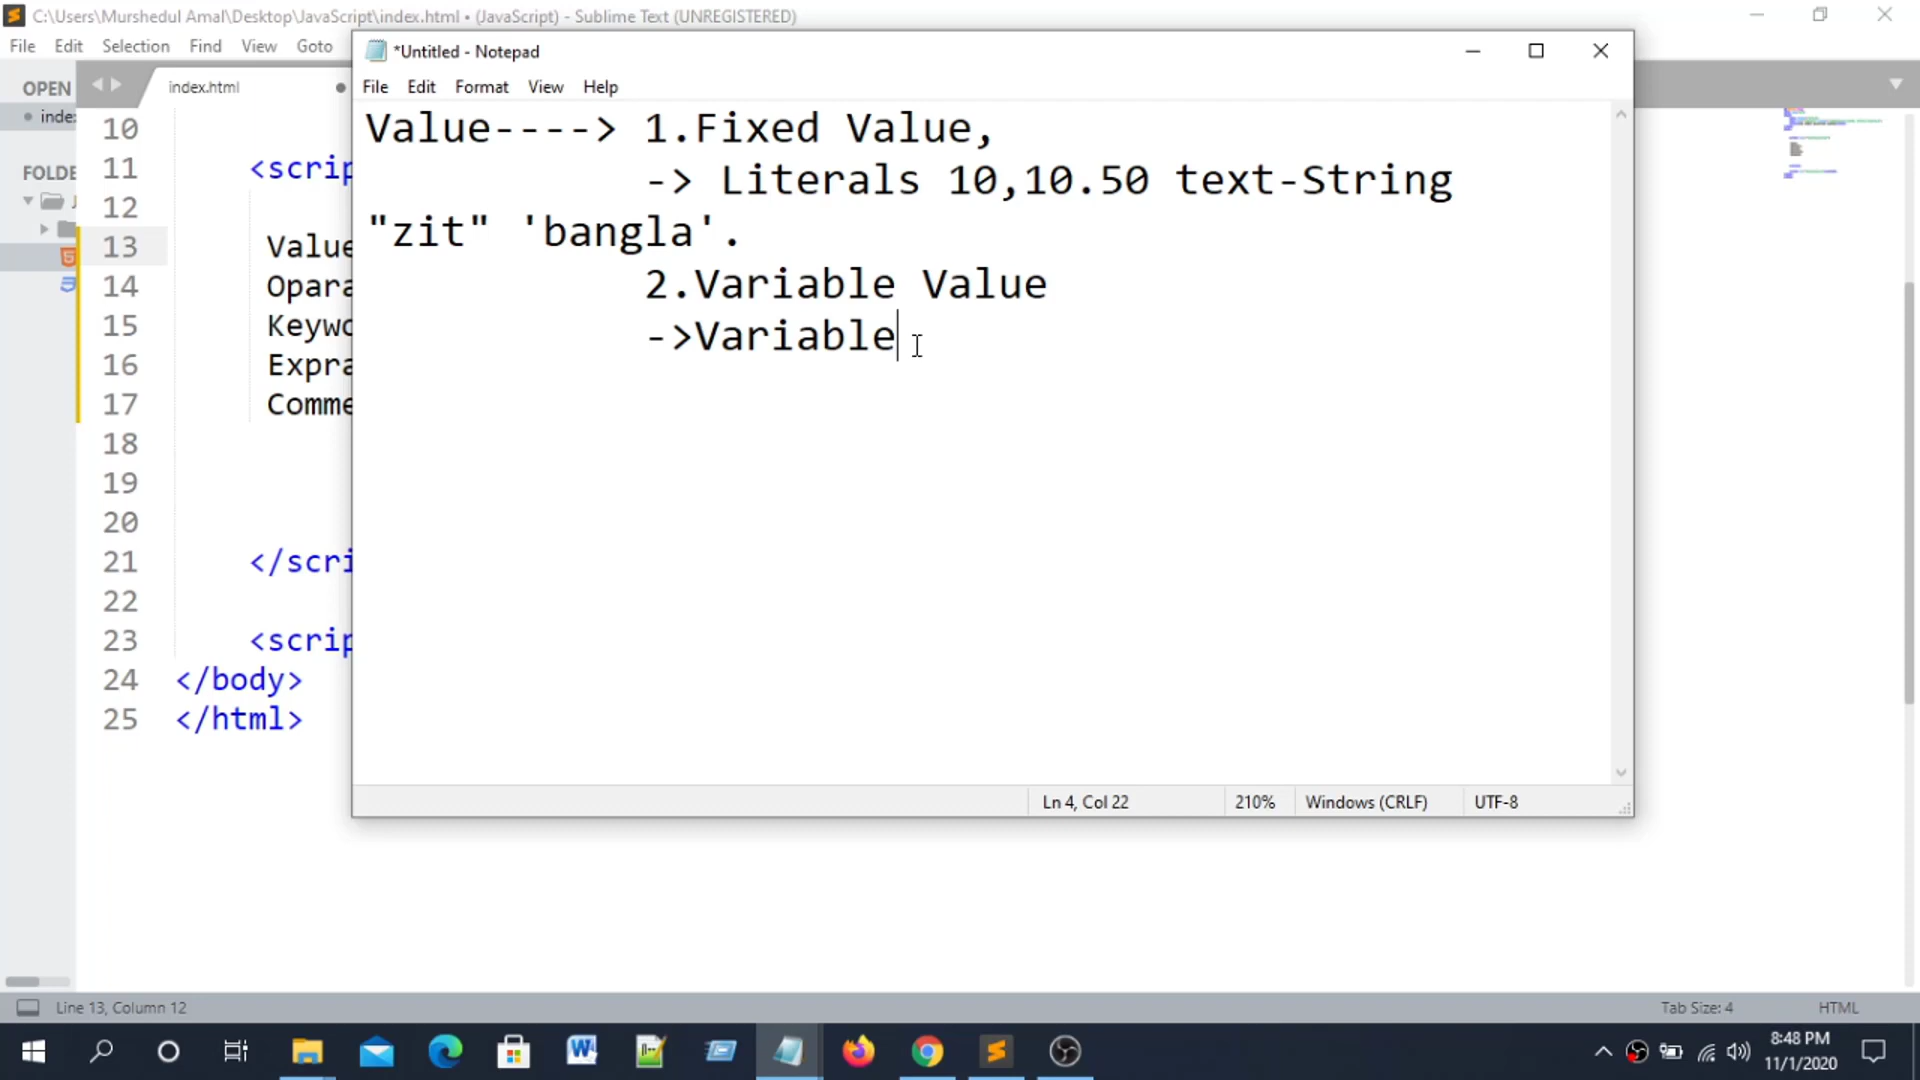 C:\Users\Murshedul Amal\Desktop\JavaScript\index.html • (JavaScript) - Sublime Text (UNREGISTERED)
File Edit Selection Find View Goto
*Untitled - Notepad
File Edit Format View Help
Value----> 1.Fixed Value,
-> Literals 10,10.50 text-String
"zit" 'bangla'.
2.Variable Value
->Variable
Ln 4, Col 22 210% Windows (CRLF) UTF-8
OPEN
inde
FOLDE
index.html
10
11 <scrip
12
13 Value
14 Opara
15 Keywo
16 Expra
17 Comme
18
19
20
21 </scri
22
23 <scrip
24 </body>
25 </html>
Line 13, Column 12 Tab Size: 4 HTML
8:48 PM
11/1/2020